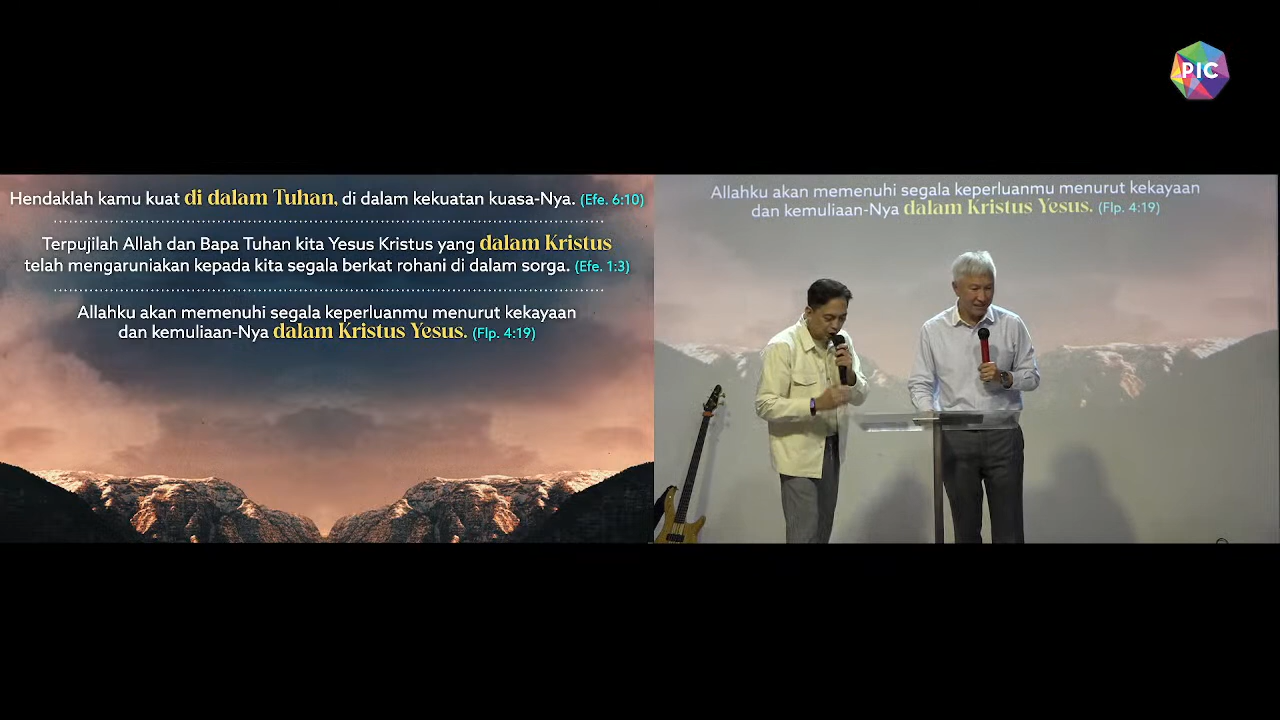 PIC
Hendaklah kamu kuat di dalam Tuhan, di dalam kekuatan kuasa-Nya. (Efe. 6:10)
Terpujilah Allah dan Bapa Tuhan kita Yesus Kristus yang dalam Kristus
telah mengaruniakan kepada kita segala berkat rohani di dalam sorga. (Efe. 1:3)
Allahku akan memenuhi segala keperluanmu menurut kekayaan
dan kemuliaan-Nya dalam Kristus Yesus. (Flp. 4:19)
Allahku akan memenuhi segala keperluanmu menurut kekayaan
dan kemuliaan-Nya dalam Kristus Yesus. (Flp. 4:19)